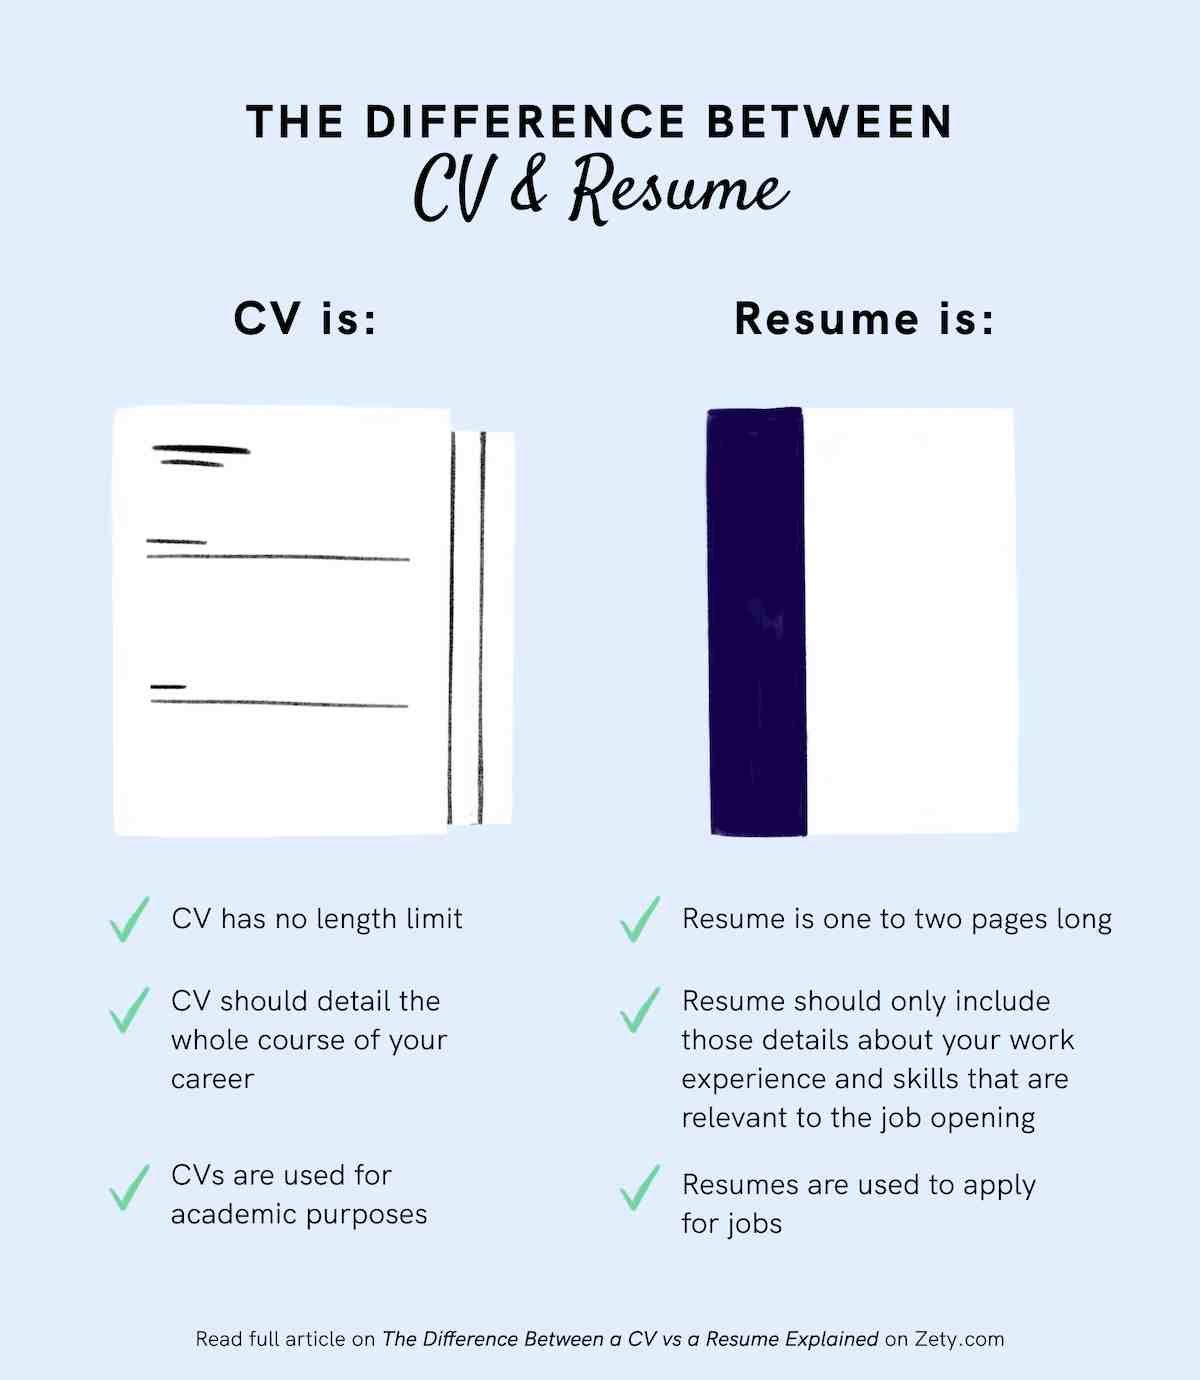 THE DIFFERENCE BETWEEN
CV & Resume
CV is:
CV has no length limit
CV should detail the
whole course of your
career
CVs are used for
academic purposes
Resume is:
Resume is one to two pages long
Resume should only include
those details about your work
experience and skills that are
relevant to the job opening
Resumes are used to apply
for jobs
Read full article on The Difference Between a CV vs a Resume Explained on Zety.com